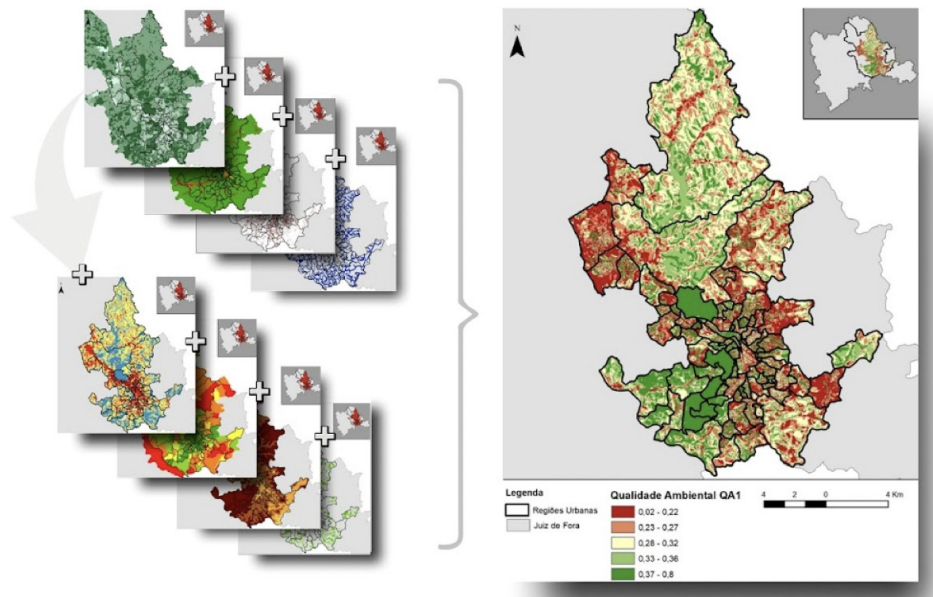 N
Legenda
Regiões Urbanas
Juiz de Fora
Qualidade Ambiental QA1
0,02 - 0,22
0,23 - 0,27
0,28 - 0,32
0,33 - 0,36
0,37 - 0,8
4 2 0 4 Km